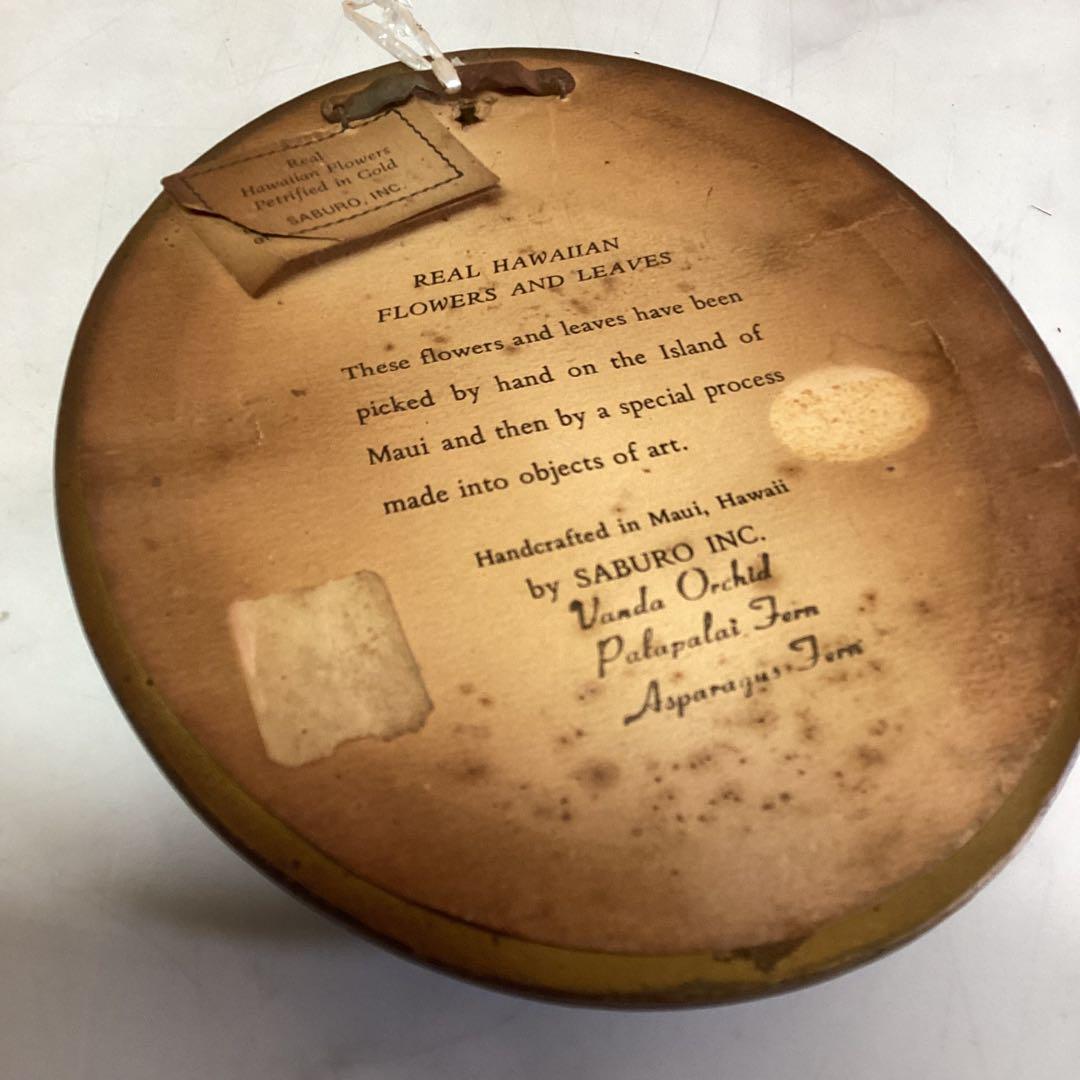 Real
Hawaiian Flowers
Petrified in Gold
SABURO, INC.
REAL HAWAIIAN
FLOWERS AND LEAVES
These flowers and leaves have been
picked by hand on the Island of
Maui and then by a special process
made into objects of art.
Handcrafted in Maui, Hawaii
by SABURO INC.
Vanda Orchid
Palapalai Fern
Asparagus Fern